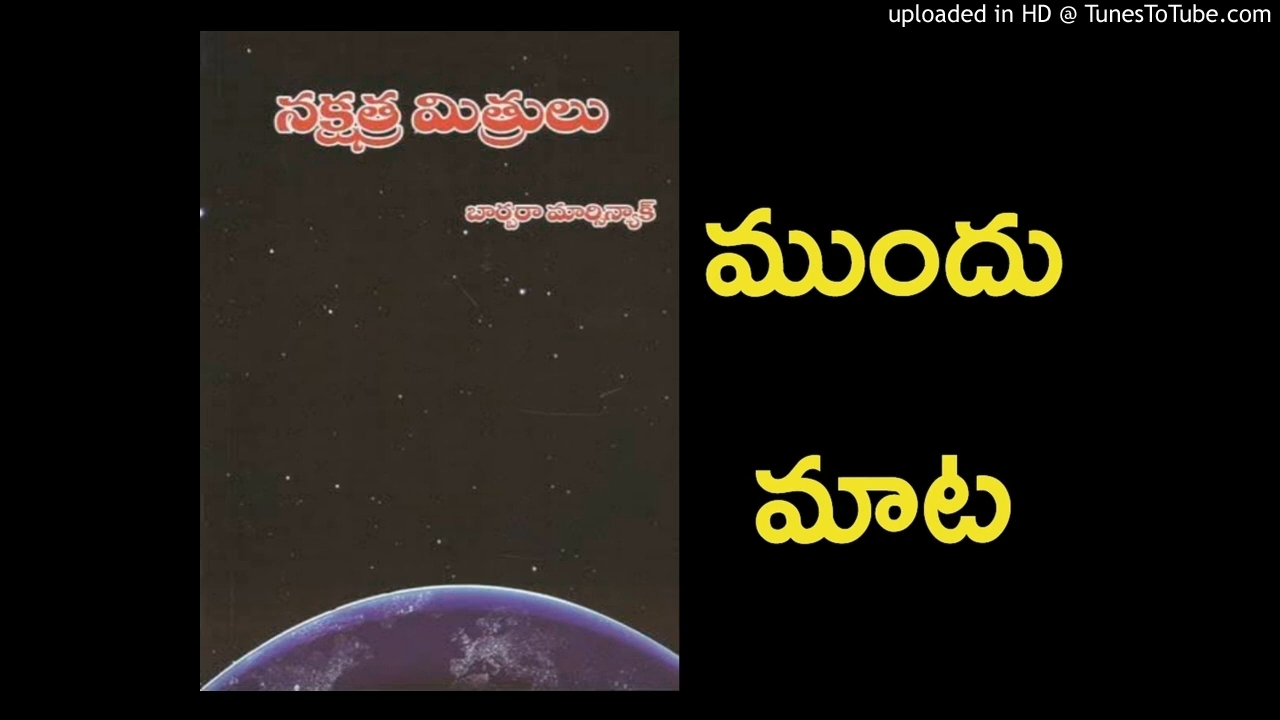 uploaded in HD @ TunesToTube.com
నక్షత్ర మిత్రులు
బార్బరా మార్సిన్యాక్
ముందు
మాట